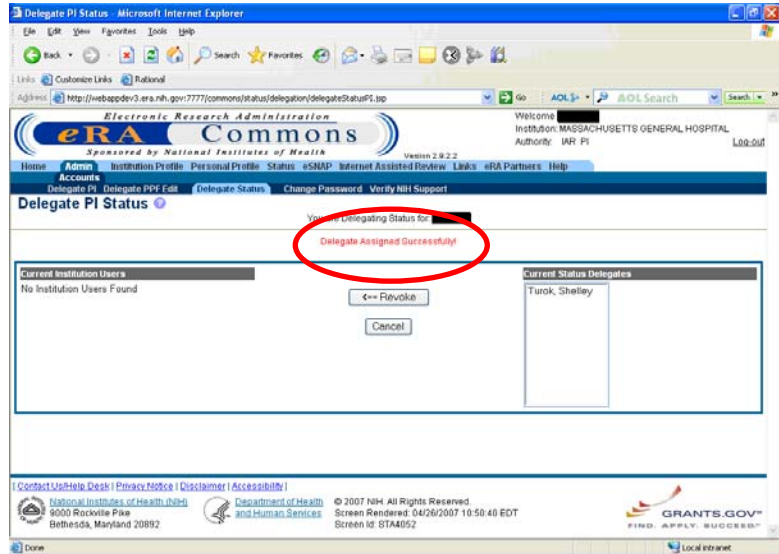 Delegate PI Status - Microsoft Internet Explorer
File Edit View Favorites Tools Help
Back Search Favorites
Links Customize Links Rational
Address http://webappdev3.era.nih.gov:7777/commons/status/delegation/delegateStatusPI.jsp Go AOL AOL Search Search
Electronic Research Administration
eRA Commons
Sponsored by National Institutes of Health
Version 2.9.2.2
Welcome
Institution: MASSACHUSETTS GENERAL HOSPITAL
Authority: IAR PI
Log-out
Home Admin Institution Profile Personal Profile Status eSNAP Internet Assisted Review Links eRA Partners Help
Accounts
Delegate PI Delegate PPF Edit Delegate Status Change Password Verify NIH Support
Delegate PI Status ?
You are Delegating Status for:
Delegate Assigned Successfully!
Current Institution Users
No Institution Users Found
<-- Revoke
Cancel
Current Status Delegates
Turok, Shelley
[ Contact Us/Help Desk | Privacy Notice | Disclaimer | Accessibility ]
National Institutes of Health (NIH)
9000 Rockville Pike
Bethesda, Maryland 20892
Department of Health
and Human Services
© 2007 NIH. All Rights Reserved.
Screen Rendered: 04/26/2007 10:50:40 EDT
Screen Id: STA4052
GRANTS.GOV
FIND. APPLY. SUCCEED.
Done Local intranet